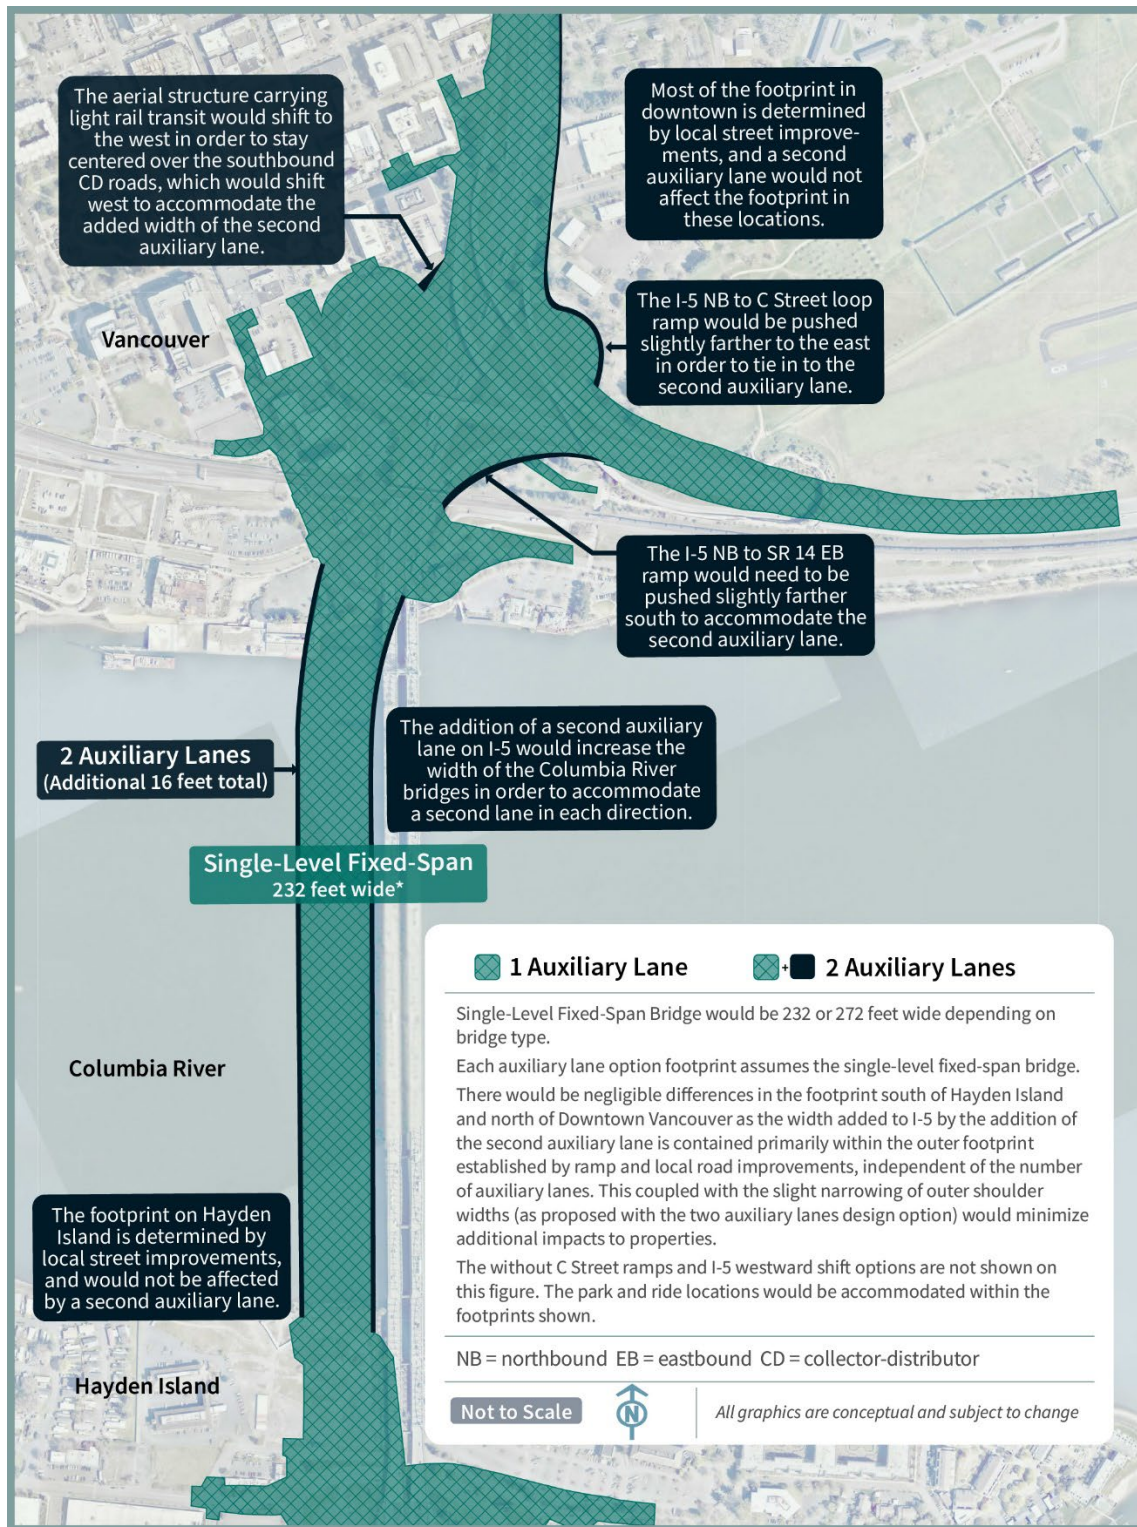 The aerial structure carrying
light rail transit would shift to
the west in order to stay
centered over the southbound
CD roads, which would shift
west to accommodate the
added width of the second
auxiliary lane.
Most of the footprint in
downtown is determined
by local street improve-
ments, and a second
auxiliary lane would not
affect the footprint in
these locations.
The I-5 NB to C Street loop
ramp would be pushed
slightly farther to the east
in order to tie in to the
second auxiliary lane.
Vancouver
The I-5 NB to SR 14 EB
ramp would need to be
pushed slightly farther
south to accommodate the
second auxiliary lane.
2 Auxiliary Lanes
(Additional 16 feet total)
The addition of a second auxiliary
lane on I-5 would increase the
width of the Columbia River
bridges in order to accommodate
a second lane in each direction.
Single-Level Fixed-Span
232 feet wide*
1 Auxiliary Lane
+ 2 Auxiliary Lanes
Single-Level Fixed-Span Bridge would be 232 or 272 feet wide depending on
bridge type.
Each auxiliary lane option footprint assumes the single-level fixed-span bridge.
There would be negligible differences in the footprint south of Hayden Island
and north of Downtown Vancouver as the width added to I-5 by the addition of
the second auxiliary lane is contained primarily within the outer footprint
established by ramp and local road improvements, independent of the number
of auxiliary lanes. This coupled with the slight narrowing of outer shoulder
widths (as proposed with the two auxiliary lanes design option) would minimize
additional impacts to properties.
The without C Street ramps and I-5 westward shift options are not shown on
this figure. The park and ride locations would be accommodated within the
footprints shown.
NB = northbound EB = eastbound CD = collector-distributor
Not to Scale
N
All graphics are conceptual and subject to change
Columbia River
The footprint on Hayden
Island is determined by
local street improvements,
and would not be affected
by a second auxiliary lane.
Hayden Island